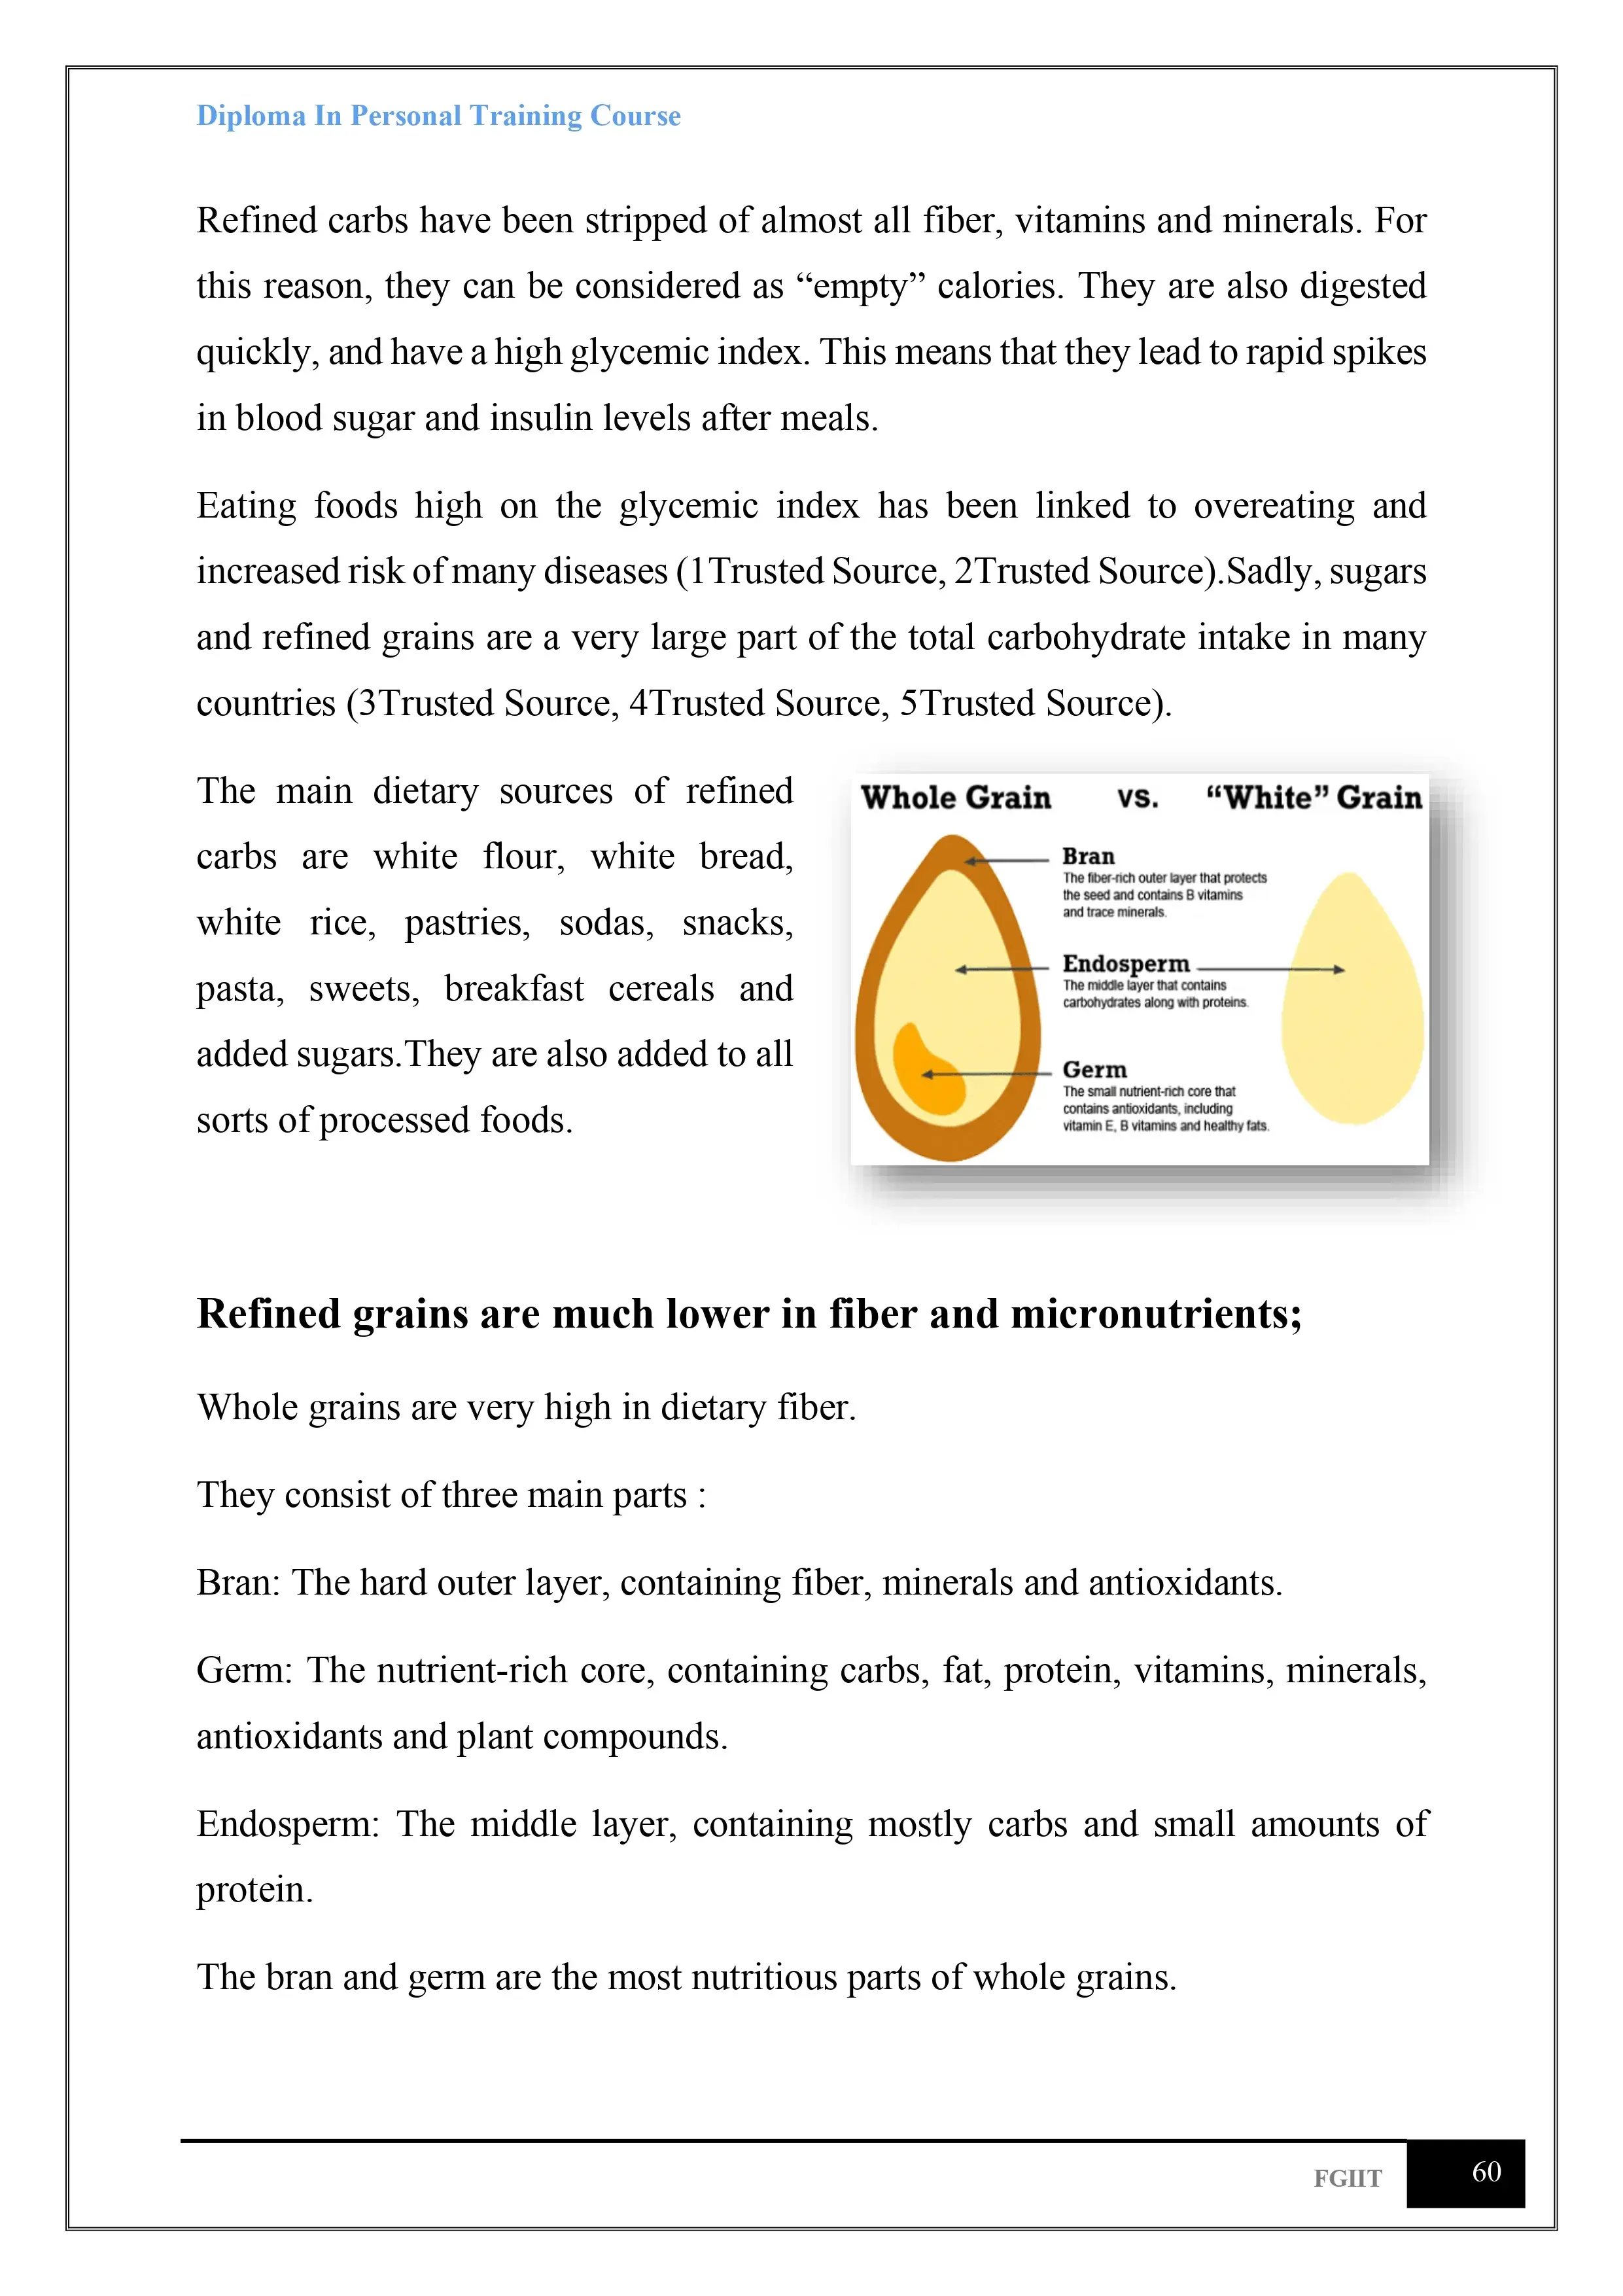 Diploma In Personal Training Course
Refined carbs have been stripped of almost all fiber, vitamins and minerals. For
this reason, they can be considered as “empty” calories. They are also digested
quickly, and have a high glycemic index. This means that they lead to rapid spikes
in blood sugar and insulin levels after meals.
Eating foods high on the glycemic index has been linked to overeating and
increased risk of many diseases (1Trusted Source, 2Trusted Source).Sadly, sugars
and refined grains are a very large part of the total carbohydrate intake in many
countries (3Trusted Source, 4Trusted Source, 5Trusted Source).
The main dietary sources of refined
carbs are white flour, white bread,
white rice, pastries, sodas, snacks,
pasta, sweets, breakfast cereals and
added sugars.They are also added to all
sorts of processed foods.
Whole Grain vs. “White” Grain
Bran
The fiber-rich outer layer that protects
the seed and contains B vitamins
and trace minerals.
Endosperm
The middle layer that contains
carbohydrates along with proteins.
Germ
The small nutrient-rich core that
contains antioxidants, including
vitamin E, B vitamins and healthy fats.
Refined grains are much lower in fiber and micronutrients;
Whole grains are very high in dietary fiber.
They consist of three main parts :
Bran: The hard outer layer, containing fiber, minerals and antioxidants.
Germ: The nutrient-rich core, containing carbs, fat, protein, vitamins, minerals,
antioxidants and plant compounds.
Endosperm: The middle layer, containing mostly carbs and small amounts of
protein.
The bran and germ are the most nutritious parts of whole grains.
FGIIT 60